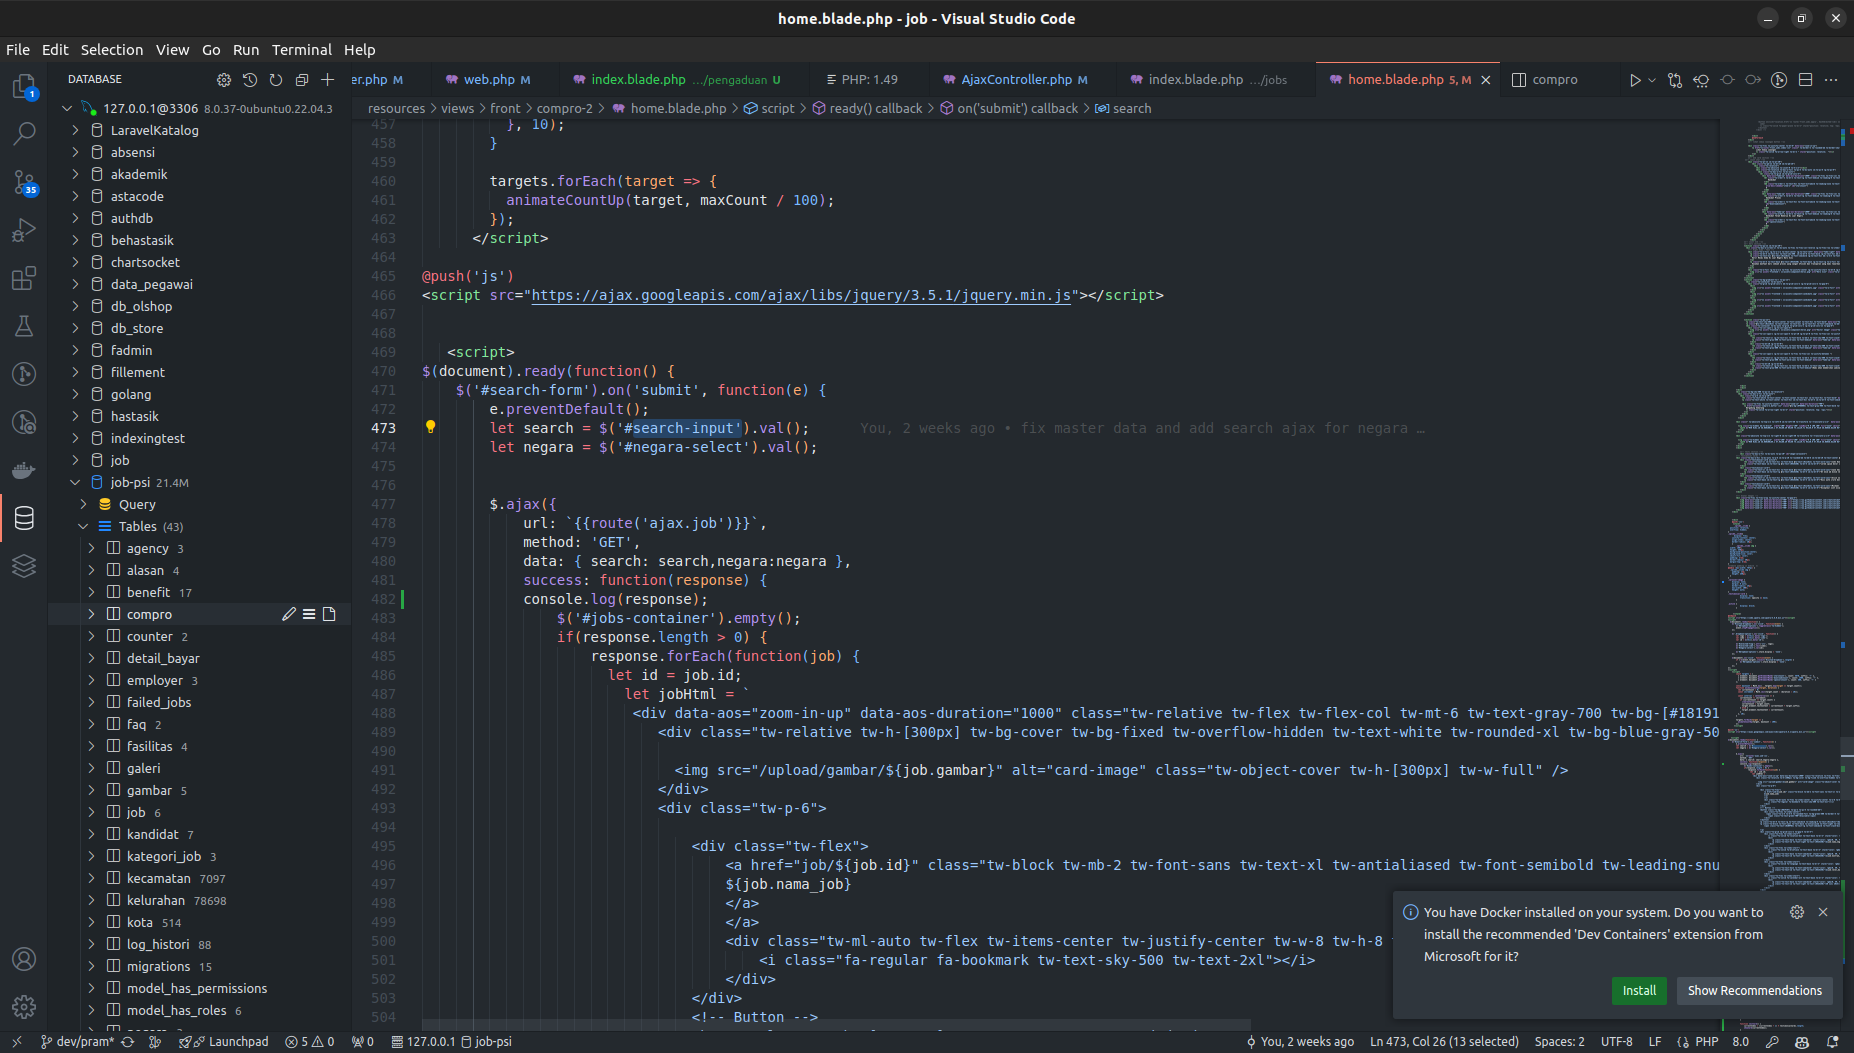 home.blade.php - job - Visual Studio Code
File Edit Selection View Go Run Terminal Help
DATABASE
er.php M
web.php M
index.blade.php .../pengaduan U
PHP: 1.49
AjaxController.php M
index.blade.php .../jobs
home.blade.php 5, M
compro
resources > views > front > compro-2 > home.blade.php > script > ready() callback > on('submit') callback > search
1
35
127.0.0.1@3306 8.0.37-0ubuntu0.22.04.3
LaravelKatalog
absensi
akademik
astacode
authdb
behastasik
chartsocket
data_pegawai
db_olshop
db_store
fadmin
fillement
golang
hastasik
indexingtest
job
job-psi 21.4M
Query
Tables (43)
agency 3
alasan 4
benefit 17
compro
counter 2
detail_bayar
employer 3
failed_jobs
faq 2
fasilitas 4
galeri
gambar 5
job 6
kandidat 7
kategori_job 3
kecamatan 7097
kelurahan 78698
kota 514
log_histori 88
migrations 15
model_has_permissions
model_has_roles 6
457 }, 10);
458 }
459
460 targets.forEach(target => {
461 animateCountUp(target, maxCount / 100);
462 });
463 </script>
464
465 @push('js')
466 <script src="https://ajax.googleapis.com/ajax/libs/jquery/3.5.1/jquery.min.js"></script>
467
468
469 <script>
470 $(document).ready(function() {
471 $('#search-form').on('submit', function(e) {
472 e.preventDefault();
473 let search = $('#search-input').val(); You, 2 weeks ago • fix master data and add search ajax for negara …
474 let negara = $('#negara-select').val();
475
476
477 $.ajax({
478 url: `{{route('ajax.job')}}`,
479 method: 'GET',
480 data: { search: search,negara:negara },
481 success: function(response) {
482 console.log(response);
483 $('#jobs-container').empty();
484 if(response.length > 0) {
485 response.forEach(function(job) {
486 let id = job.id;
487 let jobHtml = `
488 <div data-aos="zoom-in-up" data-aos-duration="1000" class="tw-relative tw-flex tw-flex-col tw-mt-6 tw-text-gray-700 tw-bg-[#18191
489 <div class="tw-relative tw-h-[300px] tw-bg-cover tw-bg-fixed tw-overflow-hidden tw-text-white tw-rounded-xl tw-bg-blue-gray-50
490
491 <img src="/upload/gambar/${job.gambar}" alt="card-image" class="tw-object-cover tw-h-[300px] tw-w-full" />
492 </div>
493 <div class="tw-p-6">
494
495 <div class="tw-flex">
496 <a href="job/${job.id}" class="tw-block tw-mb-2 tw-font-sans tw-text-xl tw-antialiased tw-font-semibold tw-leading-snu
497 ${job.nama_job}
498 </a>
499 </a>
500 <div class="tw-ml-auto tw-flex tw-items-center tw-justify-center tw-w-8 tw-h-8
501 <i class="fa-regular fa-bookmark tw-text-sky-500 tw-text-2xl"></i>
502 </div>
503 </div>
504 <!-- Button -->
You have Docker installed on your system. Do you want to
install the recommended 'Dev Containers' extension from
Microsoft for it?
Install
Show Recommendations
dev/pram* Launchpad 5 0 0 127.0.0.1 job-psi You, 2 weeks ago Ln 473, Col 26 (13 selected) Spaces: 2 UTF-8 LF PHP 8.0